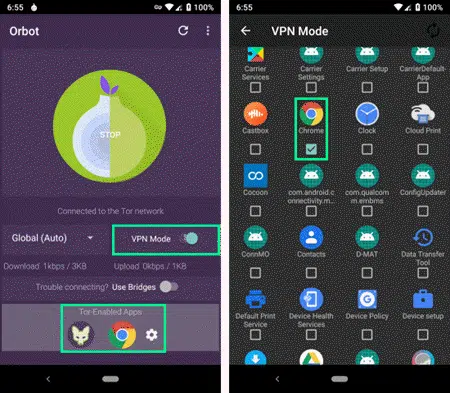 6:55
100%
Orbot
STOP
Connected to the Tor network
Global (Auto)
VPN Mode
Download 1kbps / 3KB
Upload 0kbps / 1KB
Trouble connecting? Use Bridges
Tor-Enabled Apps
6:55
100%
VPN Mode
Carrier Services
Carrier Settings
Carrier Setup
CarrierDefault-
App
Castbox
Chrome
Clock
Cloud Print
Cocoon
com.android.
connectivity.m...
com.qualcom
m.embms
ConfigUpdater
ConnMO
Contacts
D-MAT
Data Transfer
Tool
Default Print
Service
Device Health
Services
Device Policy
Device setup